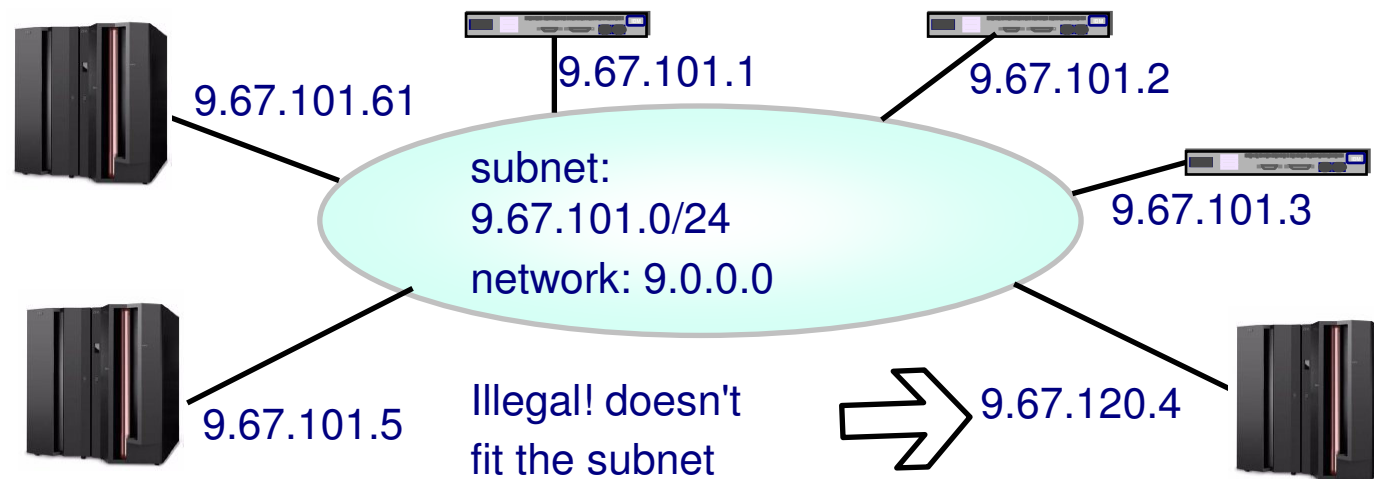 9.67.101.1
9.67.101.2
9.67.101.61
subnet:
9.67.101.0/24
network: 9.0.0.0
9.67.101.3
9.67.101.5
Illegal! doesn't
fit the subnet
9.67.120.4